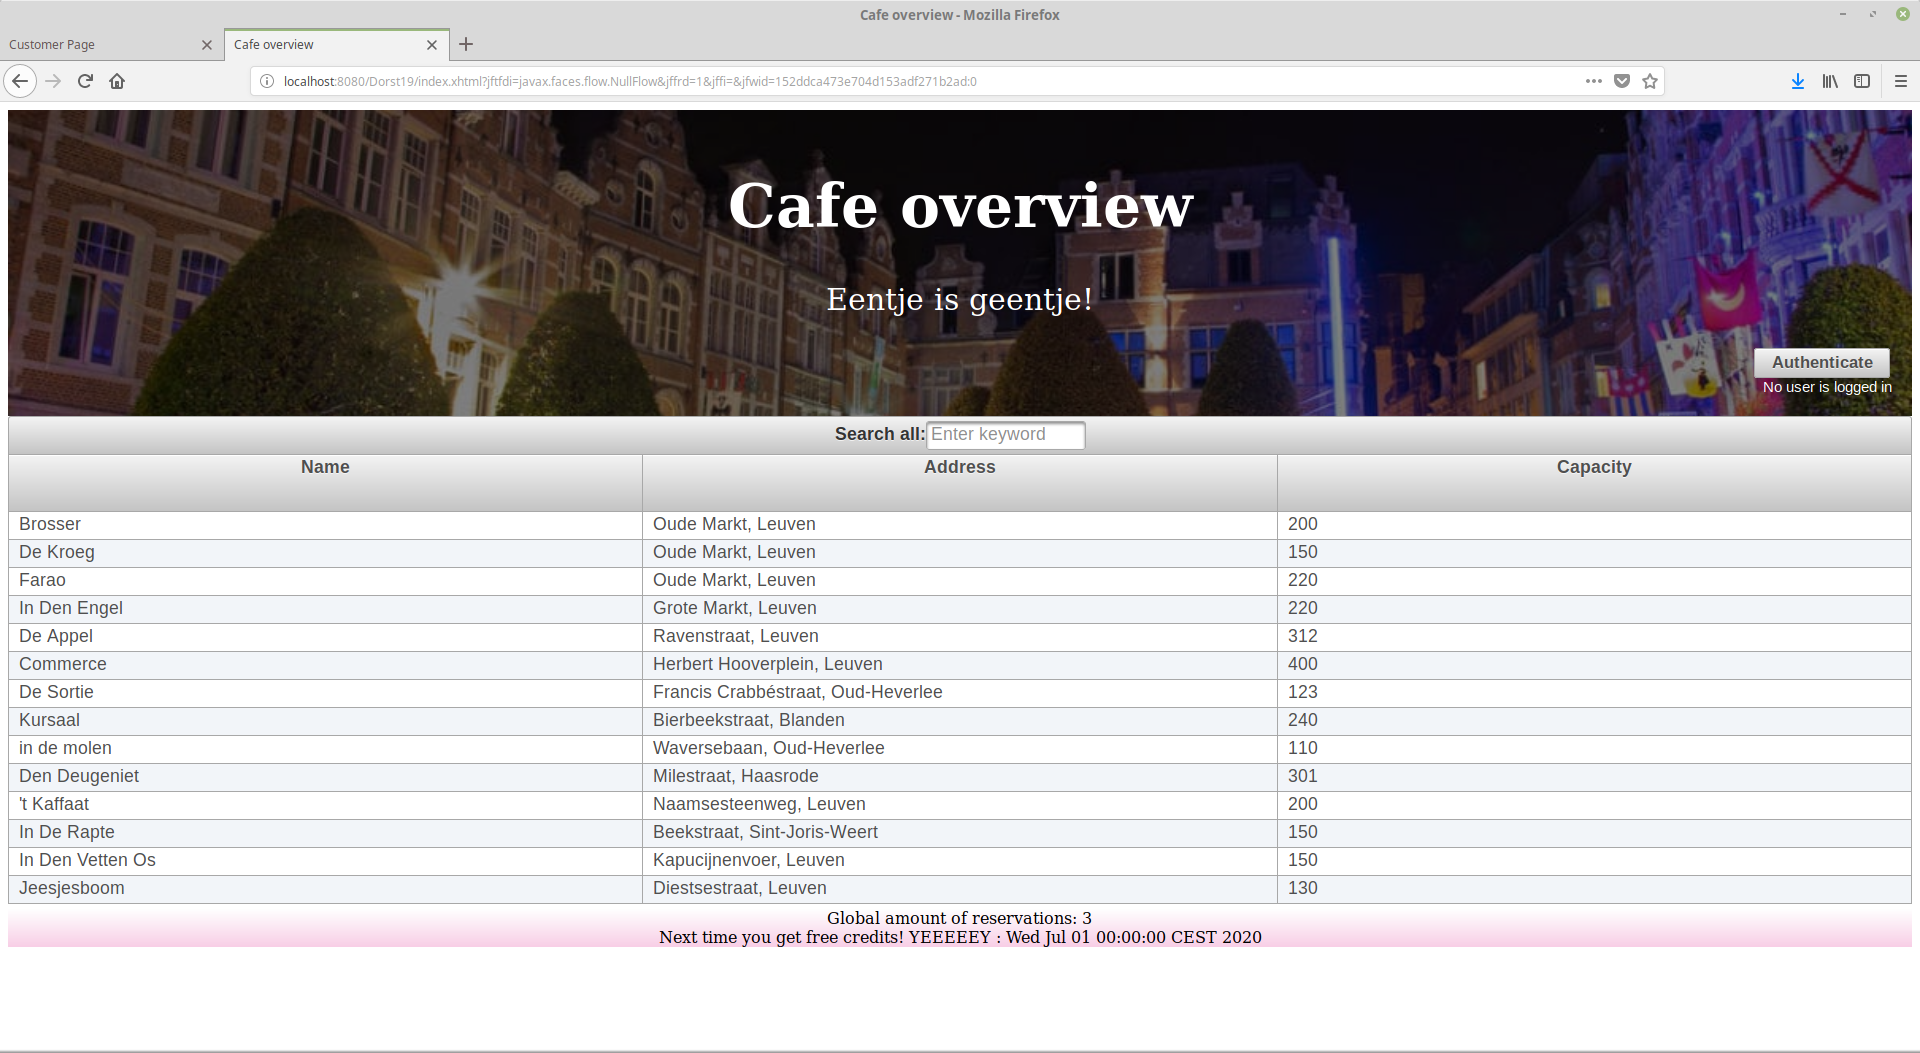 Cafe overview - Mozilla Firefox
Customer Page
Cafe overview
localhost:8080/Dorst19/index.xhtml?jftfdi=javax.faces.flow.NullFlow&jffrd=1&jffi=&jfwid=152ddca473e704d153adf271b2ad:0
Cafe overview
Eentje is geentje!
Authenticate
No user is logged in
Search all: Enter keyword
Name Address Capacity
Brosser Oude Markt, Leuven 200
De Kroeg Oude Markt, Leuven 150
Farao Oude Markt, Leuven 220
In Den Engel Grote Markt, Leuven 220
De Appel Ravenstraat, Leuven 312
Commerce Herbert Hooverplein, Leuven 400
De Sortie Francis Crabbéstraat, Oud-Heverlee 123
Kursaal Bierbeekstraat, Blanden 240
in de molen Waversebaan, Oud-Heverlee 110
Den Deugeniet Milestraat, Haasrode 301
't Kaffaat Naamsesteenweg, Leuven 200
In De Rapte Beekstraat, Sint-Joris-Weert 150
In Den Vetten Os Kapucijnenvoer, Leuven 150
Jeesjesboom Diestsestraat, Leuven 130
Global amount of reservations: 3
Next time you get free credits! YEEEEEY : Wed Jul 01 00:00:00 CEST 2020